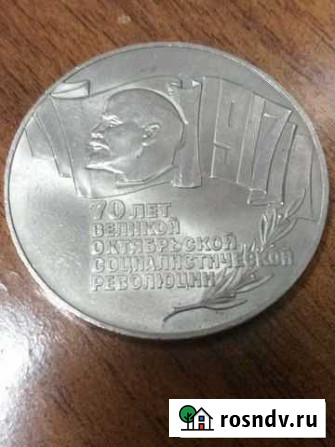 1917
70 ЛЕТ
ВЕЛИКОЙ
ОКТЯБРЬСКОЙ
СОЦИАЛИСТИЧЕСКОЙ
РЕВОЛЮЦИИ
rosndv.ru